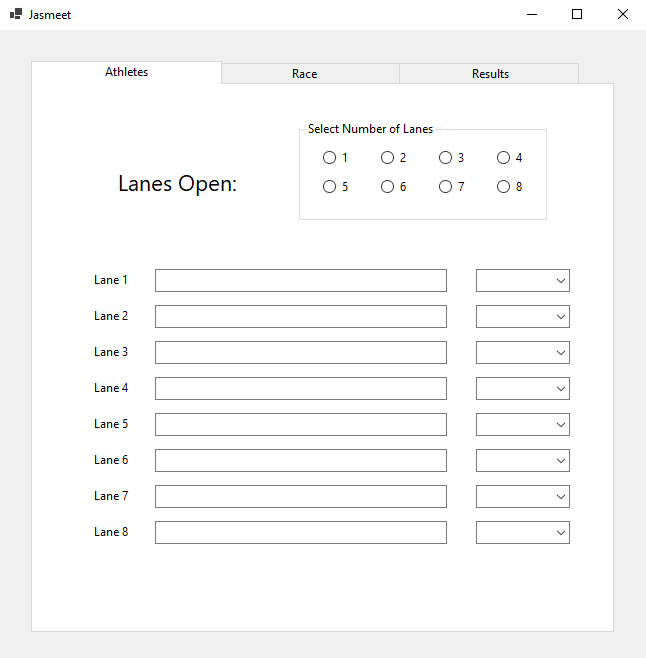 Jasmeet
Athletes Race Results
Select Number of Lanes
1 2 3 4
Lanes Open:
5 6 7 8
Lane 1
Lane 2
Lane 3
Lane 4
Lane 5
Lane 6
Lane 7
Lane 8